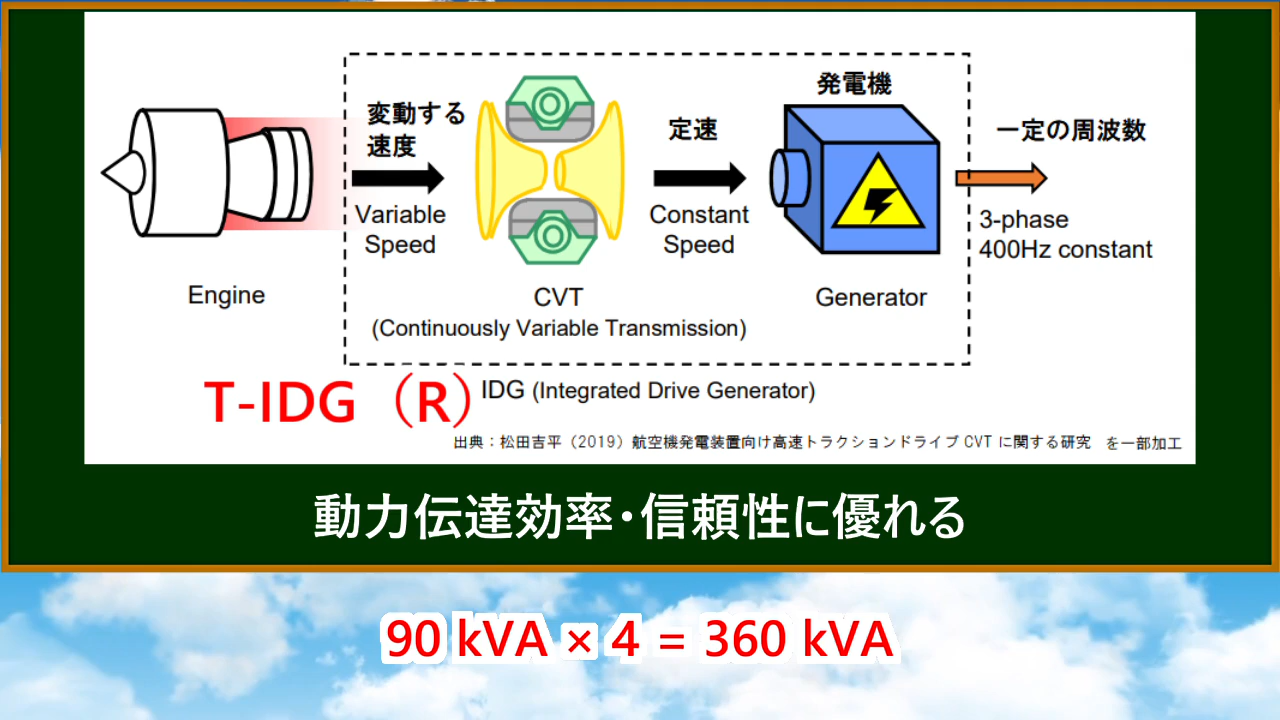 発電機
変動する
速度
定速
一定の周波数
Variable
Speed
Constant
Speed
3-phase
400Hz constant
Engine
CVT
Generator
(Continuously Variable Transmission)
T-IDG（R）
IDG (Integrated Drive Generator)
出典：松田吉平（2019）航空機発電装置向け高速トラクションドライブ CVT に関する研究 を一部加工
動力伝達効率・信頼性に優れる
90 kVA × 4 = 360 kVA